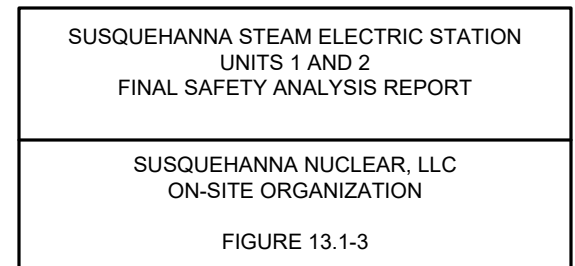 SUSQUEHANNA STEAM ELECTRIC STATION
UNITS 1 AND 2
FINAL SAFETY ANALYSIS REPORT
SUSQUEHANNA NUCLEAR, LLC
ON-SITE ORGANIZATION
FIGURE 13.1-3